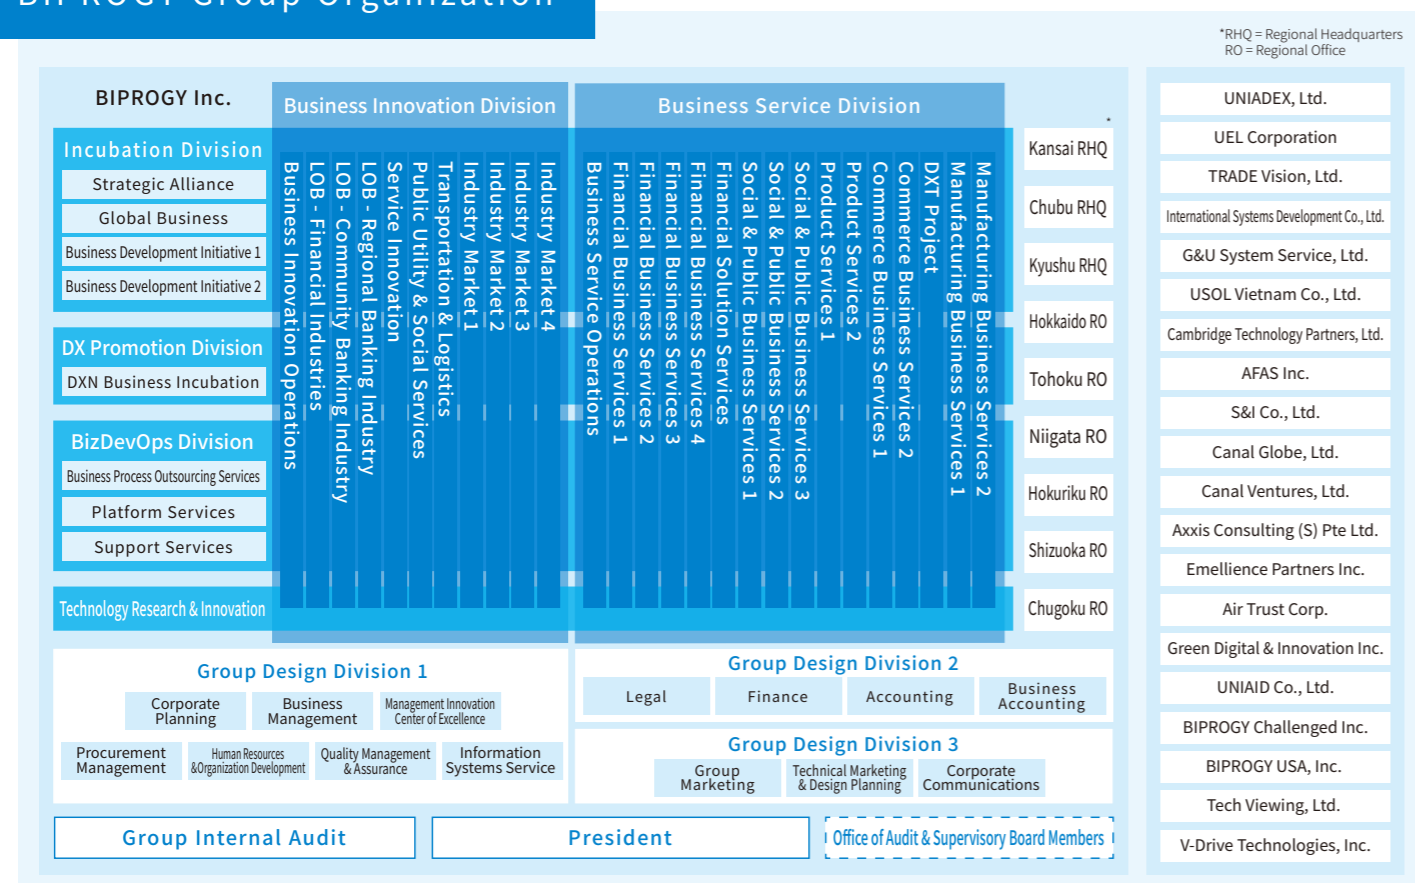 BIPROGY Group Organization
*RHQ = Regional Headquarters
RO = Regional Office
BIPROGY Inc.
Business Innovation Division
Business Service Division
*
Incubation Division
Strategic Alliance
Global Business
Business Development Initiative 1
Business Development Initiative 2
DX Promotion Division
DXN Business Incubation
BizDevOps Division
Business Process Outsourcing Services
Platform Services
Support Services
Technology Research & Innovation
Business Innovation Operations
LOB - Financial Industries
LOB - Community Banking Industry
LOB - Regional Banking Industry
Service Innovation
Public Utility & Social Services
Transportation & Logistics
Industry Market 1
Industry Market 2
Industry Market 3
Industry Market 4
Business Service Operations
Financial Business Services 1
Financial Business Services 2
Financial Business Services 3
Financial Business Services 4
Financial Solution Services
Social & Public Business Services 1
Social & Public Business Services 2
Social & Public Business Services 3
Product Services 1
Product Services 2
Commerce Business Services 1
Commerce Business Services 2
DXT Project
Manufacturing Business Services 1
Manufacturing Business Services 2
Kansai RHQ
Chubu RHQ
Kyushu RHQ
Hokkaido RO
Tohoku RO
Niigata RO
Hokuriku RO
Shizuoka RO
Chugoku RO
Group Design Division 1
Corporate
Planning
Business
Management
Management Innovation
Center of Excellence
Procurement
Management
Human Resources
&Organization Development
Quality Management
& Assurance
Information
Systems Service
Group Design Division 2
Legal
Finance
Accounting
Business
Accounting
Group Design Division 3
Group
Marketing
Technical Marketing
& Design Planning
Corporate
Communications
Group Internal Audit
President
Office of Audit & Supervisory Board Members
UNIADEX, Ltd.
UEL Corporation
TRADE Vision, Ltd.
International Systems Development Co., Ltd.
G&U System Service, Ltd.
USOL Vietnam Co., Ltd.
Cambridge Technology Partners, Ltd.
AFAS Inc.
S&I Co., Ltd.
Canal Globe, Ltd.
Canal Ventures, Ltd.
Axxis Consulting (S) Pte Ltd.
Emellience Partners Inc.
Air Trust Corp.
Green Digital & Innovation Inc.
UNIAID Co., Ltd.
BIPROGY Challenged Inc.
BIPROGY USA, Inc.
Tech Viewing, Ltd.
V-Drive Technologies, Inc.